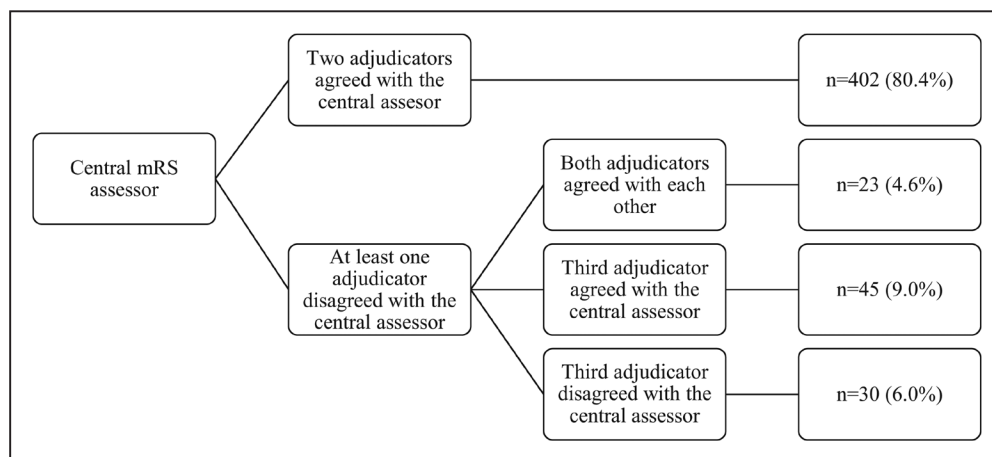 Two adjudicators
agreed with the
central assesor
n=402 (80.4%)
Central mRS
assessor
Both adjudicators
agreed with each
other
n=23 (4.6%)
At least one
adjudicator
disagreed with the
central assessor
Third adjudicator
agreed with the
central assessor
n=45 (9.0%)
Third adjudicator
disagreed with the
central assessor
n=30 (6.0%)